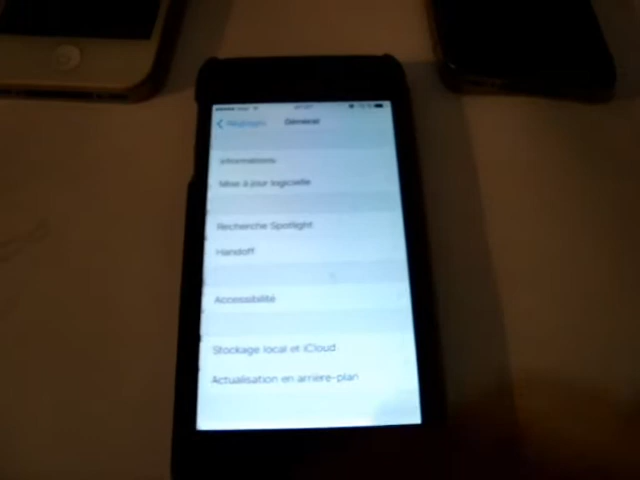 Réglages
Général
Informations
Mise à jour logicielle
Recherche Spotlight
Handoff
Accessibilité
Stockage local et iCloud
Actualisation en arrière-plan